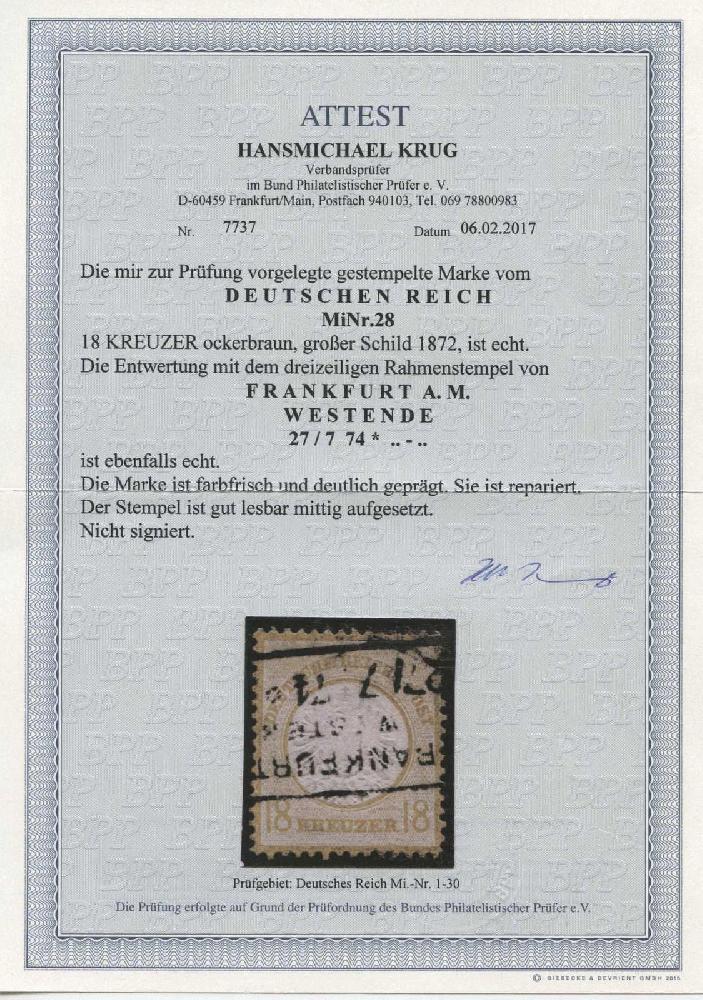 ATTEST
HANSMICHAEL KRUG
Verbandsprüfer
im Bund Philatelistischer Prüfer e. V.
D-60459 Frankfurt/Main, Postfach 940103, Tel. 069 78800983
Nr. 7737 Datum 06.02.2017
Die mir zur Prüfung vorgelegte gestempelte Marke vom
DEUTSCHEN REICH
MiNr.28
18 KREUZER ockerbraun, großer Schild 1872, ist echt.
Die Entwertung mit dem dreizeiligen Rahmenstempel von
FRANKFURT A. M.
WESTENDE
27 / 7 74 * .. - ..
ist ebenfalls echt.
Die Marke ist farbfrisch und deutlich geprägt. Sie ist repariert.
Der Stempel ist gut lesbar mittig aufgesetzt.
Nicht signiert.
18 KREUZER 18
Prüfgebiet: Deutsches Reich Mi.-Nr. 1-30
Die Prüfung erfolgte auf Grund der Prüfordnung des Bundes Philatelistischer Prüfer e.V.
© GIESECKE & DEVRIENT GMBH 2015